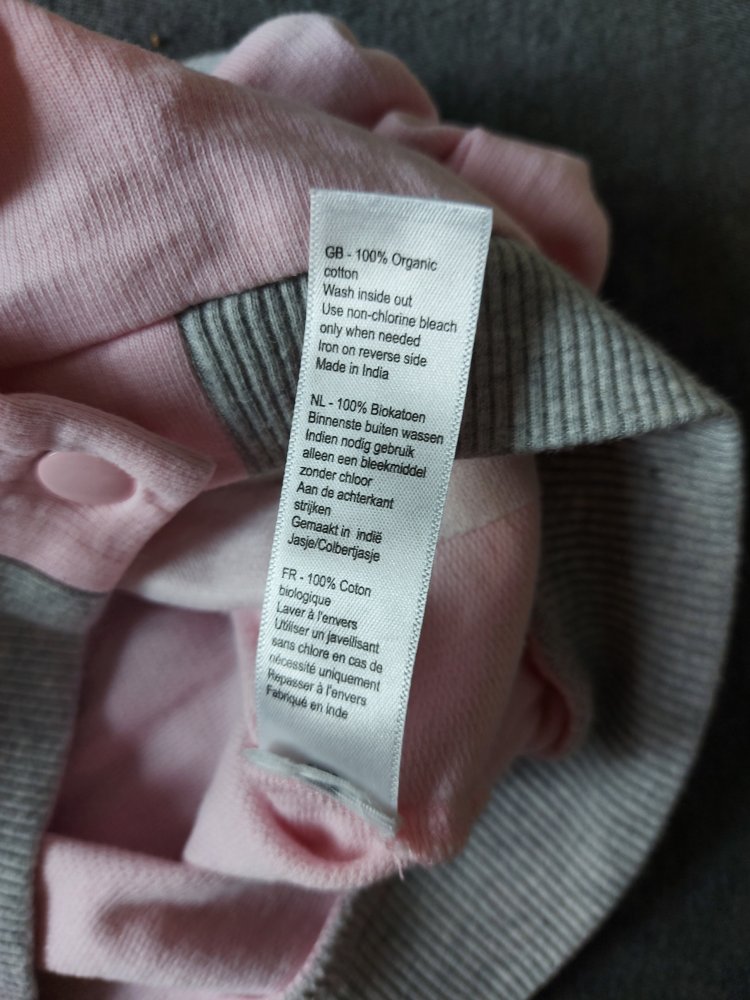 GB - 100% Organic
cotton
Wash inside out
Use non-chlorine bleach
only when needed
Iron on reverse side
Made in India
NL - 100% Biokatoen
Binnenste buiten wassen
Indien nodig gebruik
alleen een bleekmiddel
zonder chloor
Aan de achterkant
strijken
Gemaakt in indië
Jasje/Colbertjasje
FR - 100% Coton
biologique
Laver à l'envers
Utiliser un javellisant
sans chlore en cas de
nécessité uniquement
Repasser à l'envers
Fabriqué en Inde